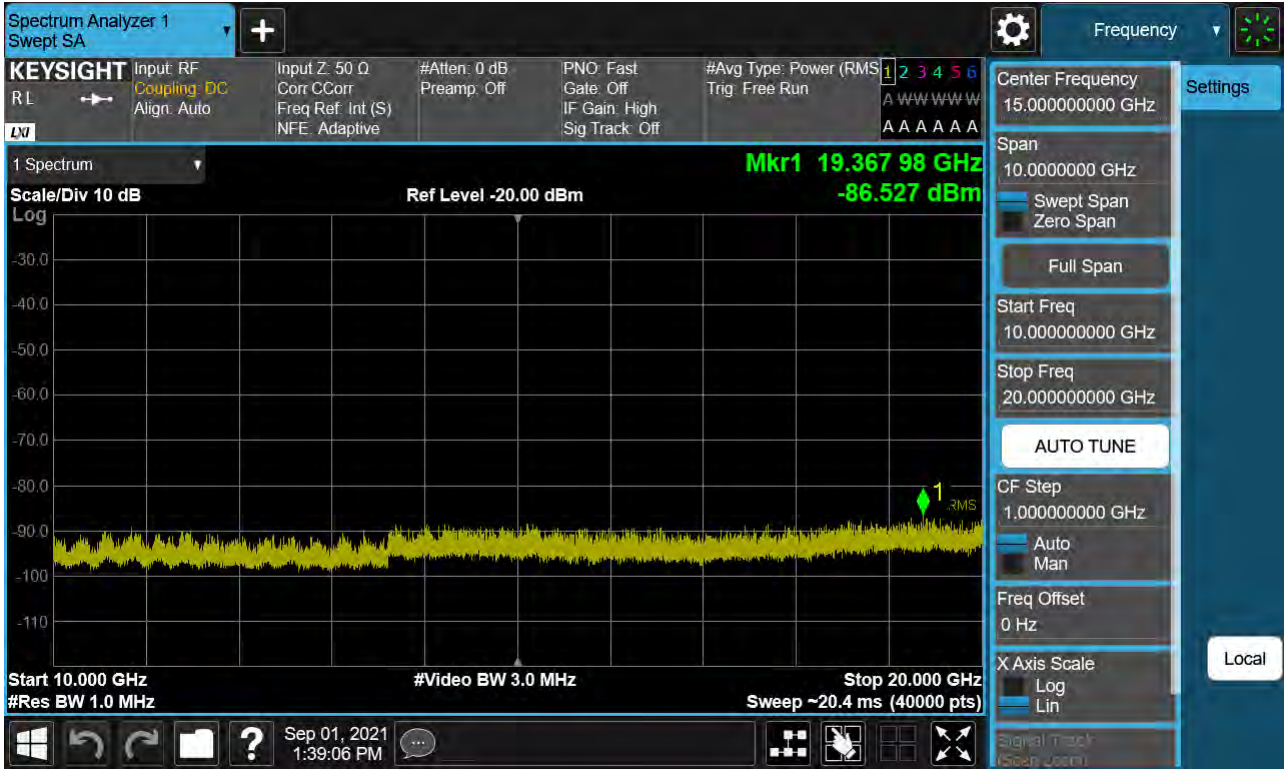 Spectrum Analyzer 1
Swept SA
Frequency
KEYSIGHT
R L
LXI
Input: RF
Coupling: DC
Align: Auto
Input Z: 50 Ω
Corr CCorr
Freq Ref: Int (S)
NFE: Adaptive
#Atten: 0 dB
Preamp: Off
PNO: Fast
Gate: Off
IF Gain: High
Sig Track: Off
#Avg Type: Power (RMS
Trig: Free Run
1 2 3 4 5 6
A W W W W W
A A A A A A
1 Spectrum
Scale/Div 10 dB
Log
Ref Level -20.00 dBm
Mkr1 19.367 98 GHz
-86.527 dBm
-30.0
-40.0
-50.0
-60.0
-70.0
-80.0
-90.0
-100
-110
1
RMS
Start 10.000 GHz
#Res BW 1.0 MHz
#Video BW 3.0 MHz
Stop 20.000 GHz
Sweep ~20.4 ms (40000 pts)
Center Frequency
15.000000000 GHz
Settings
Span
10.0000000 GHz
Swept Span
Zero Span
Full Span
Start Freq
10.000000000 GHz
Stop Freq
20.000000000 GHz
AUTO TUNE
CF Step
1.000000000 GHz
Auto
Man
Freq Offset
0 Hz
X Axis Scale
Log
Lin
Local
Signal Track
(Span Zoom)
?
Sep 01, 2021
1:39:06 PM